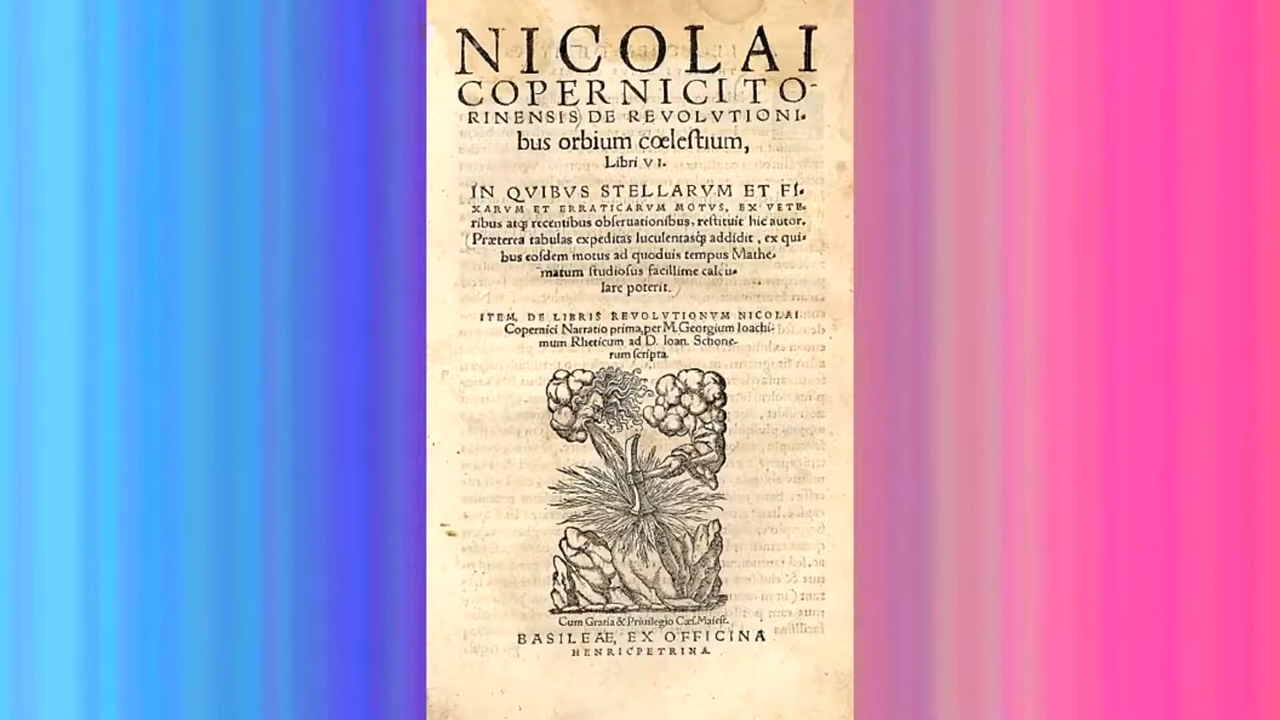 NICOLAI
COPERNICI TO-
RINENSIS DE REVOLVTIONI-
bus orbium cœleſtium,
Libri VI.
IN QVIBVS STELLARVM ET FI-
XARVM ET ERRATICARVM MOTVS, EX VETE-
ribus atqꝫ recentibus obſeruationibus, reſtituit hic autor.
Præterea tabulas expeditas luculentasqꝫ addidit, ex qui-
bus eoſdem motus ad quoduis tempus Mathe-
matum ſtudioſus facillime calcu-
lare poterit.
ITEM, DE LIBRIS REVOLVTIONVM NICOLAI
Copernici Narratio prima, per M. Georgium Ioachi-
mum Rheticum ad D. Ioan. Schone-
rum ſcripta.
Cum Gratia & Priuilegio Cæſ. Maieſt.
BASILEAE, EX OFFICINA
HENRICPETRINA.